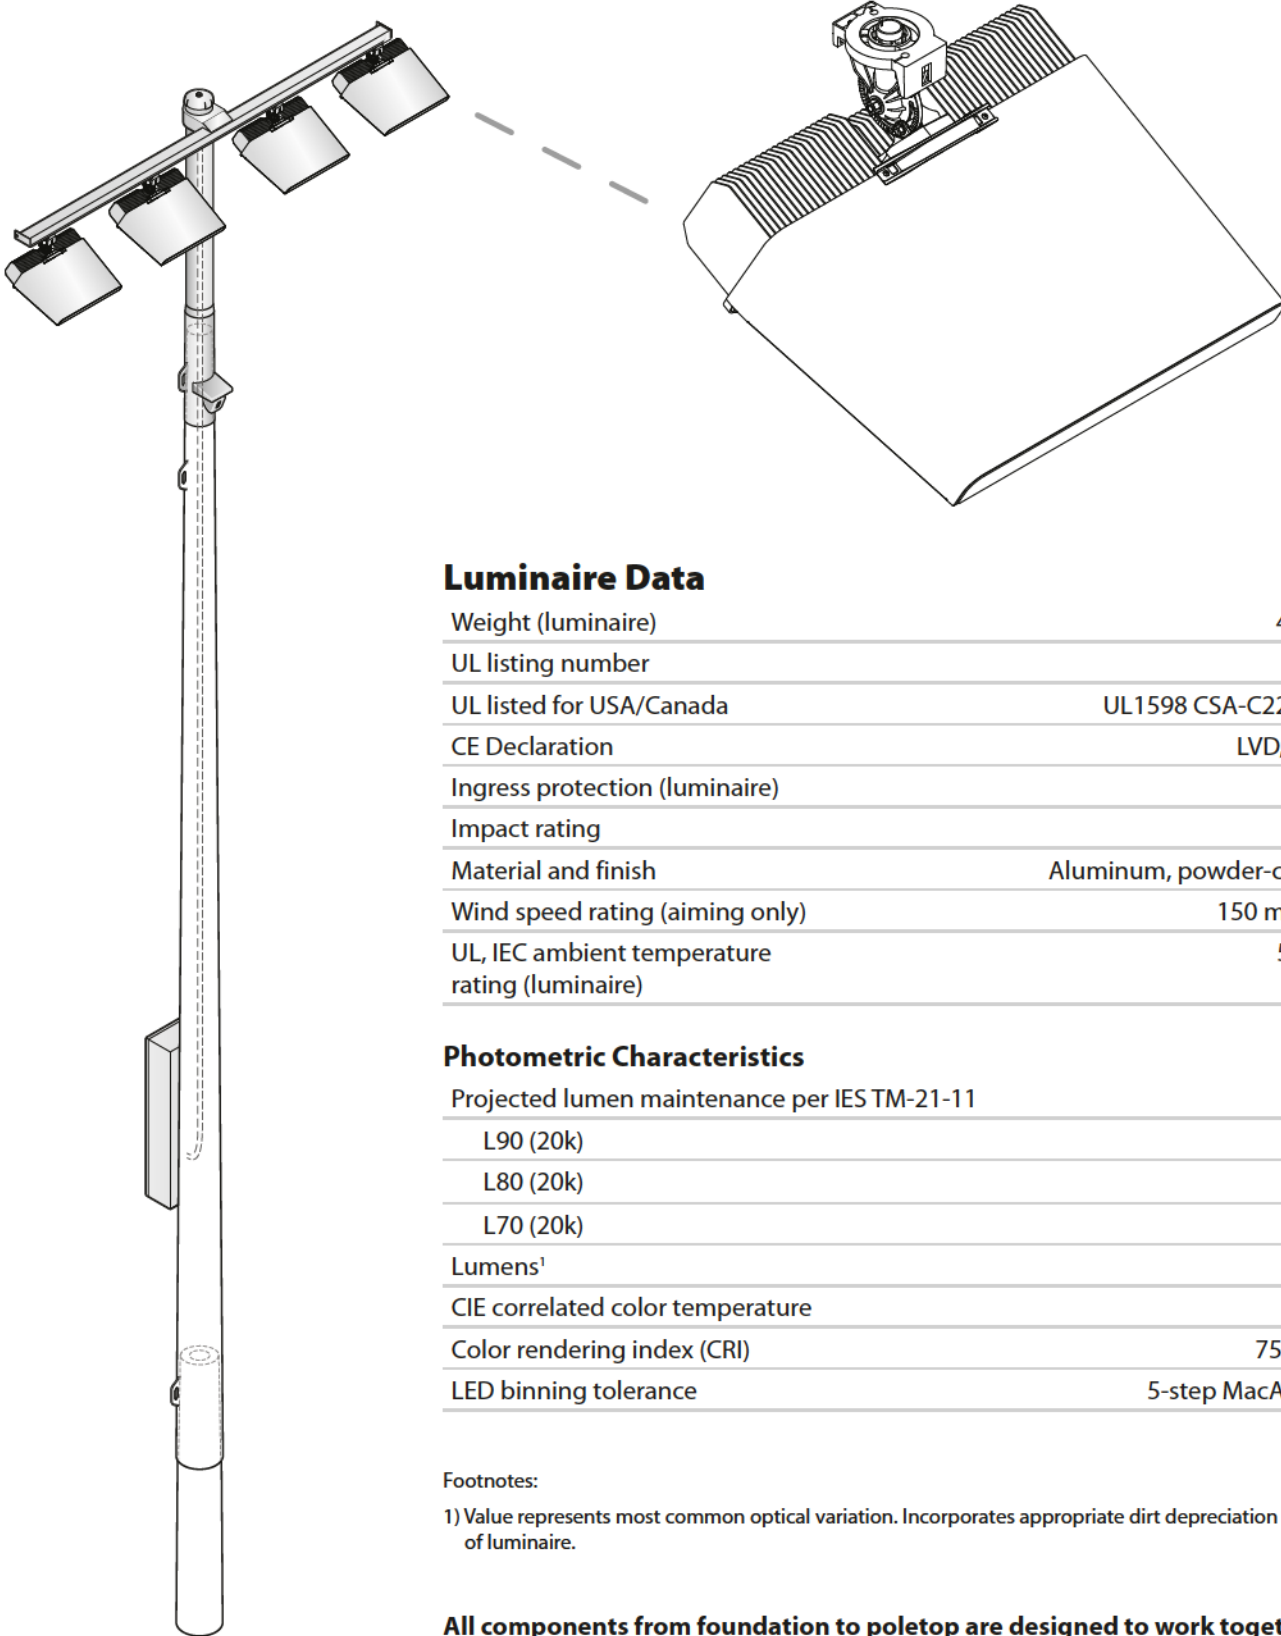 Luminaire Data
Weight (luminaire)
UL listing number
UL listed for USA/Canada UL1598 CSA-C22
CE Declaration LVD,
Ingress protection (luminaire)
Impact rating
Material and finish Aluminum, powder-c
Wind speed rating (aiming only) 150 m
UL, IEC ambient temperature
rating (luminaire)
Photometric Characteristics
Projected lumen maintenance per IES TM-21-11
L90 (20k)
L80 (20k)
L70 (20k)
Lumens¹
CIE correlated color temperature
Color rendering index (CRI) 75
LED binning tolerance 5-step MacA
Footnotes:
1) Value represents most common optical variation. Incorporates appropriate dirt depreciation
of luminaire.
All components from foundation to poletop are designed to work toget